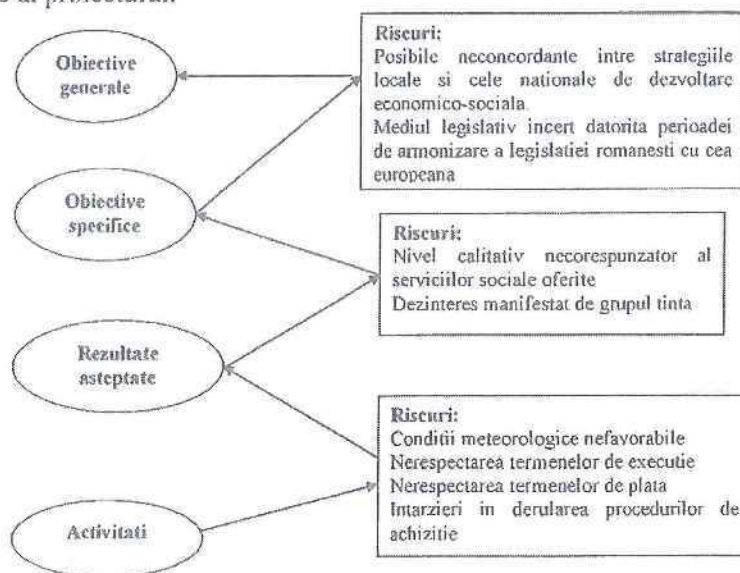 Obiective
generale
Riscuri:
Posibile neconcordante intre strategiile
locale si cele nationale de dezvoltare
economico-sociala.
Mediul legislativ incert datorita perioadei
de armonizare a legislatiei romanesti cu cea
europeana
Obiective
specifice
Riscuri:
Nivel calitativ necorespunzator al
serviciilor sociale oferite
Dezinteres manifestat de grupul tinta
Rezultate
asteptate
Riscuri:
Conditii meteorologice nefavorabile
Nerespectarea termenelor de executie
Nerespectarea termenelor de plata
Intarzieri in derularea procedurilor de
achizitie
Activitati